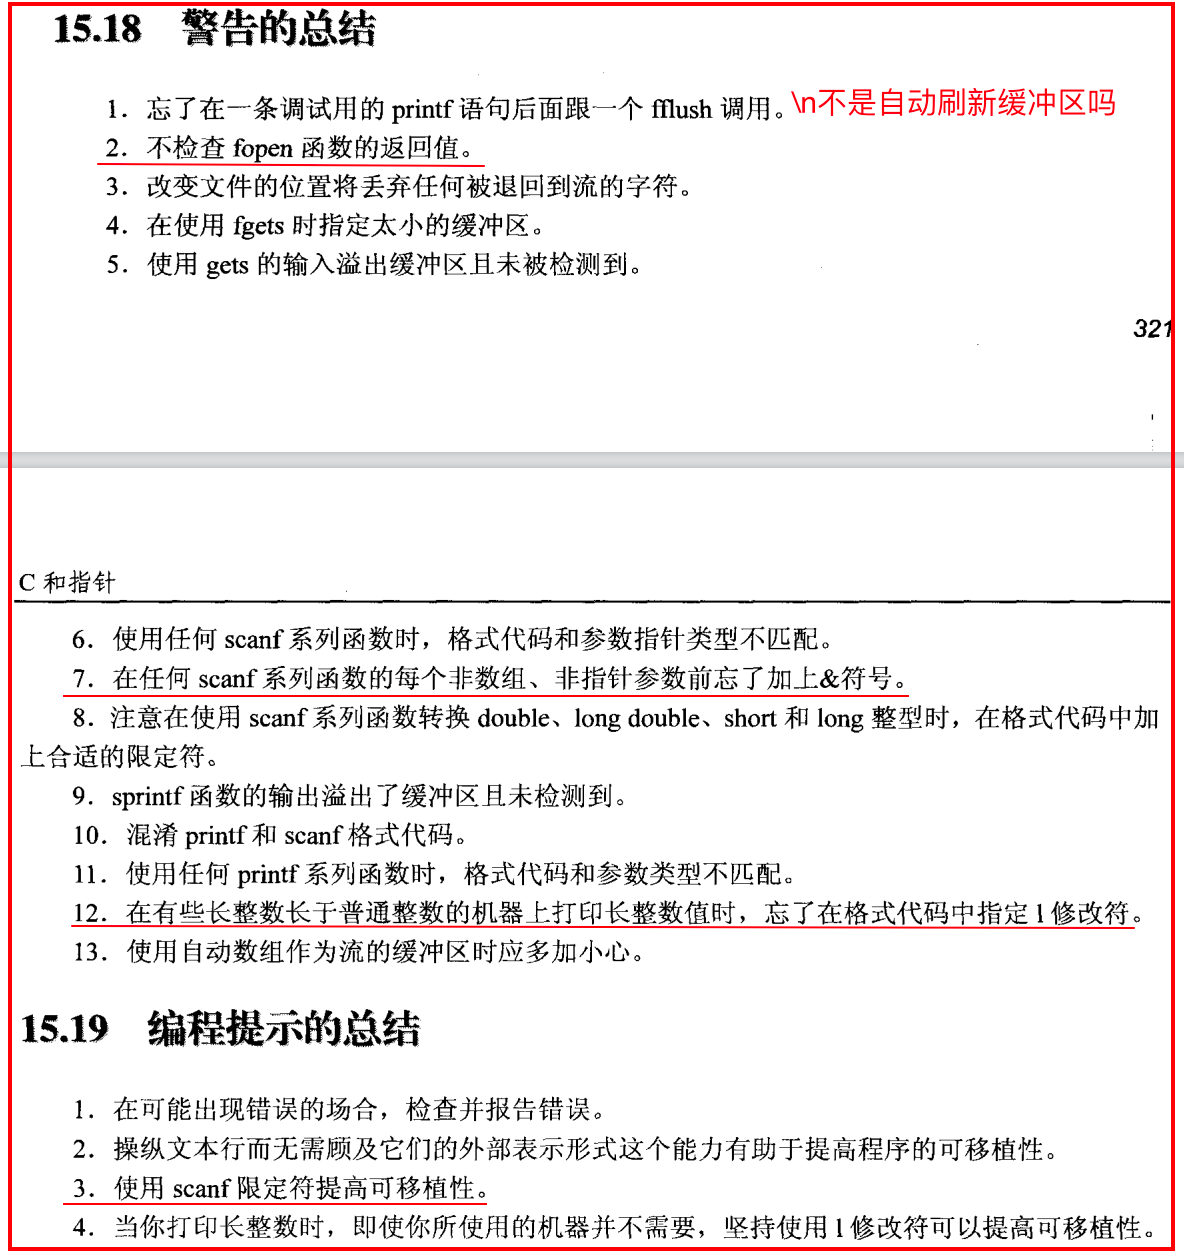 15.18 警告的总结
1．忘了在一条调试用的 printf 语句后面跟一个 fflush 调用。\n不是自动刷新缓冲区吗
2．不检查 fopen 函数的返回值。
3．改变文件的位置将丢弃任何被退回到流的字符。
4．在使用 fgets 时指定太小的缓冲区。
5．使用 gets 的输入溢出缓冲区且未被检测到。
321
C 和指针
6．使用任何 scanf 系列函数时，格式代码和参数指针类型不匹配。
7．在任何 scanf 系列函数的每个非数组、非指针参数前忘了加上&符号。
8．注意在使用 scanf 系列函数转换 double、long double、short 和 long 整型时，在格式代码中加
上合适的限定符。
9．sprintf 函数的输出溢出了缓冲区且未检测到。
10．混淆 printf 和 scanf 格式代码。
11．使用任何 printf 系列函数时，格式代码和参数类型不匹配。
12．在有些长整数长于普通整数的机器上打印长整数值时，忘了在格式代码中指定 l 修改符。
13．使用自动数组作为流的缓冲区时应多加小心。
15.19 编程提示的总结
1．在可能出现错误的场合，检查并报告错误。
2．操纵文本行而无需顾及它们的外部表示形式这个能力有助于提高程序的可移植性。
3．使用 scanf 限定符提高可移植性。
4．当你打印长整数时，即使你所使用的机器并不需要，坚持使用 l 修改符可以提高可移植性。